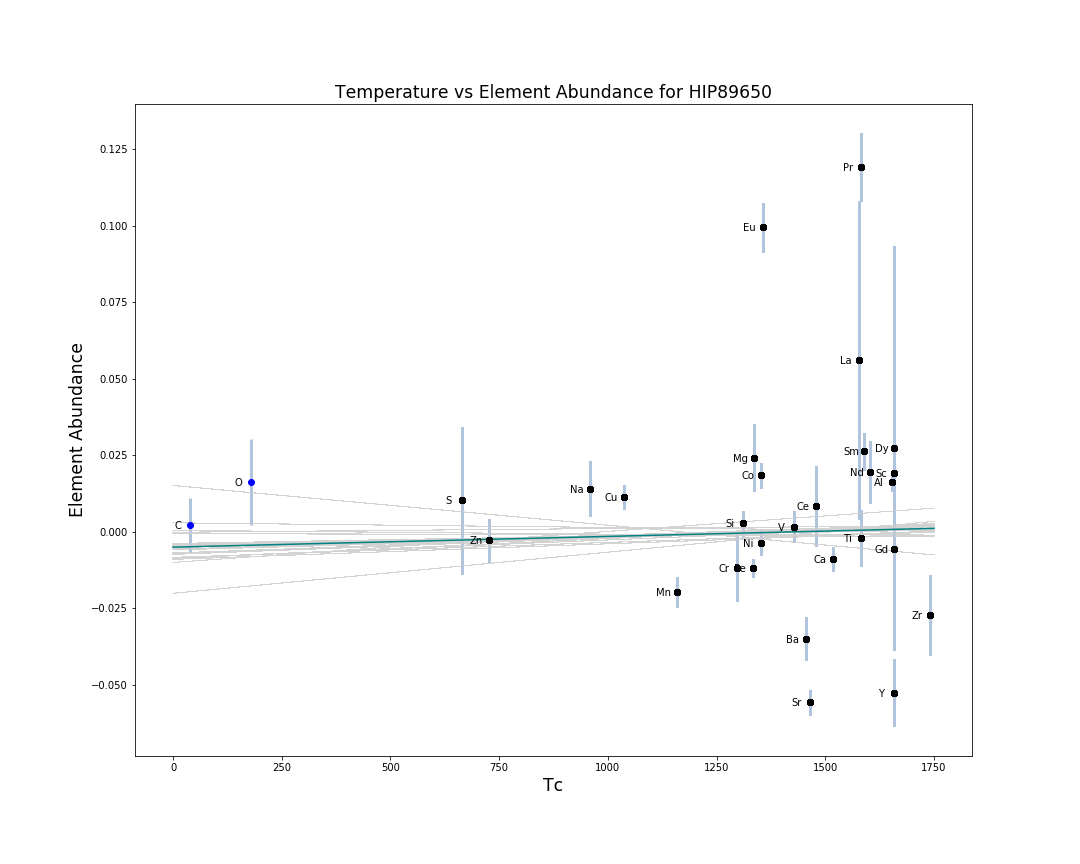 Temperature vs Element Abundance for HIP89650
0.125
0.100
0.075
0.050
0.025
0.000
−0.025
−0.050
Element Abundance
Pr
Eu
La
Sm
Dy
Mg
Co
Nd
Sc
Al
O
Na
Cu
S
Ce
C
Si
V
Zn
Ni
Ti
Gd
Ca
Cr
Fe
Mn
Zr
Ba
Y
Sr
0
250
500
750
1000
1250
1500
1750
Tc